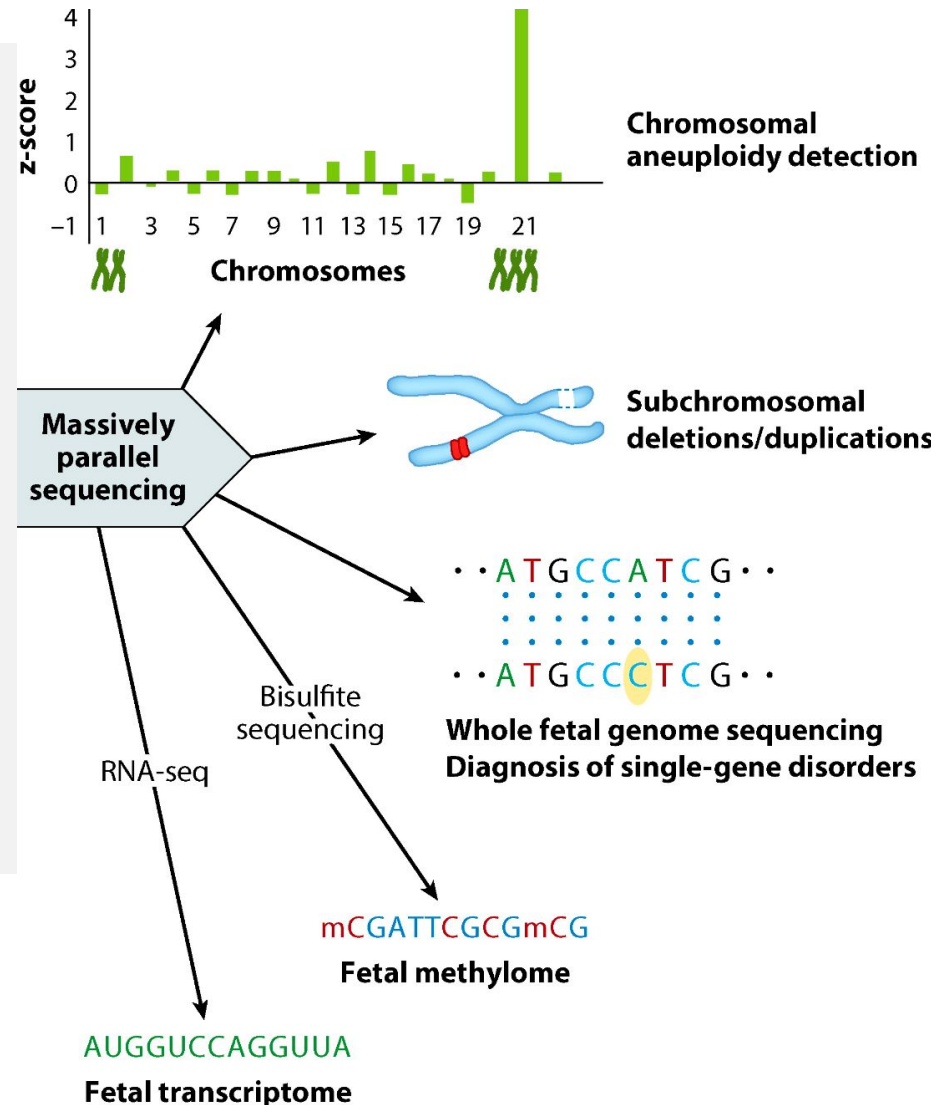 4
3
2
1
0
–1
z-score
1 3 5 7 9 11 13 15 17 19 21
Chromosomes
Chromosomal
aneuploidy detection
Massively
parallel
sequencing
Subchromosomal
deletions/duplications
· · A T G C C A T C G · ·
· · A T G C C C T C G · ·
Whole fetal genome sequencing
Diagnosis of single-gene disorders
Bisulfite
sequencing
RNA-seq
mCGATTCGCGmCG
Fetal methylome
AUGGUCCAGGUUA
Fetal transcriptome